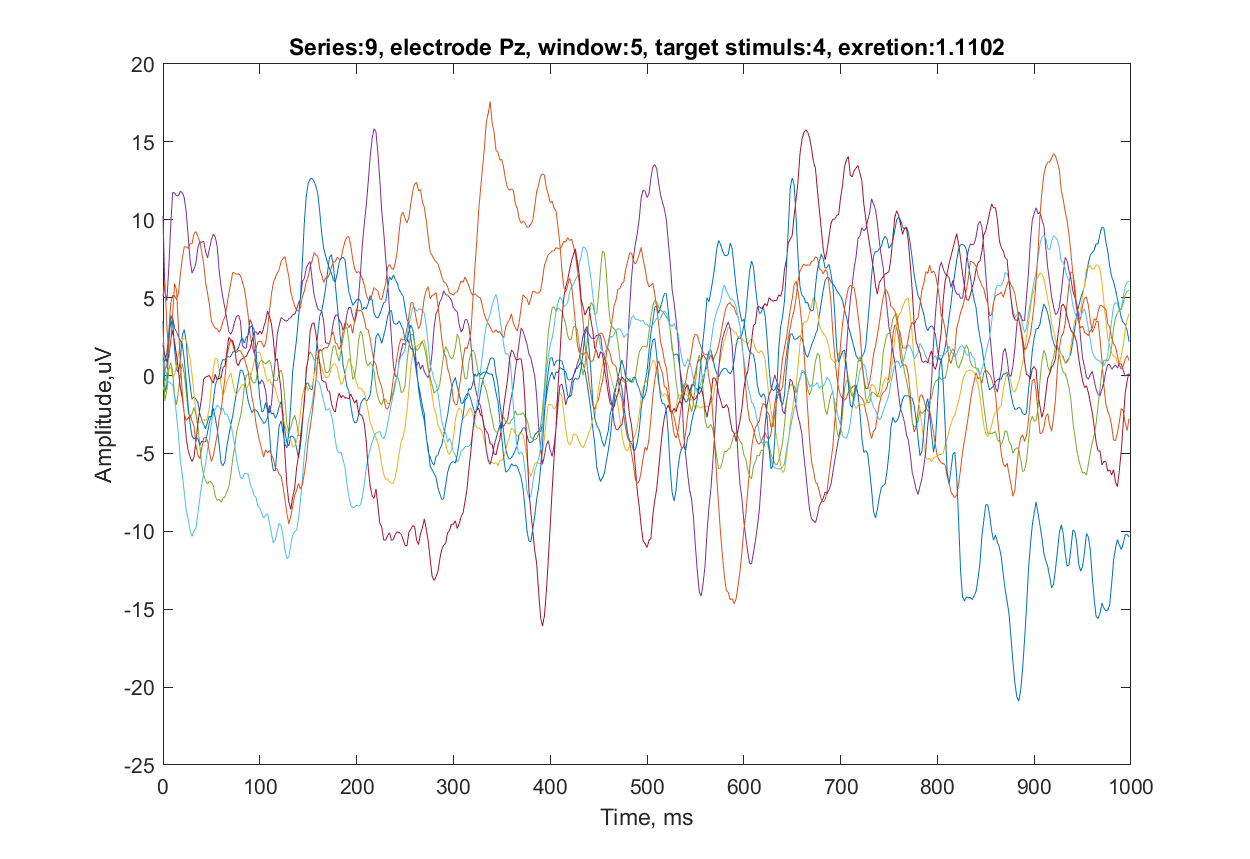 Series:9, electrode Pz, window:5, target stimuls:4, exretion:1.1102
20
15
10
5
0
-5
-10
-15
-20
-25
Amplitude,uV
0 100 200 300 400 500 600 700 800 900 1000
Time, ms